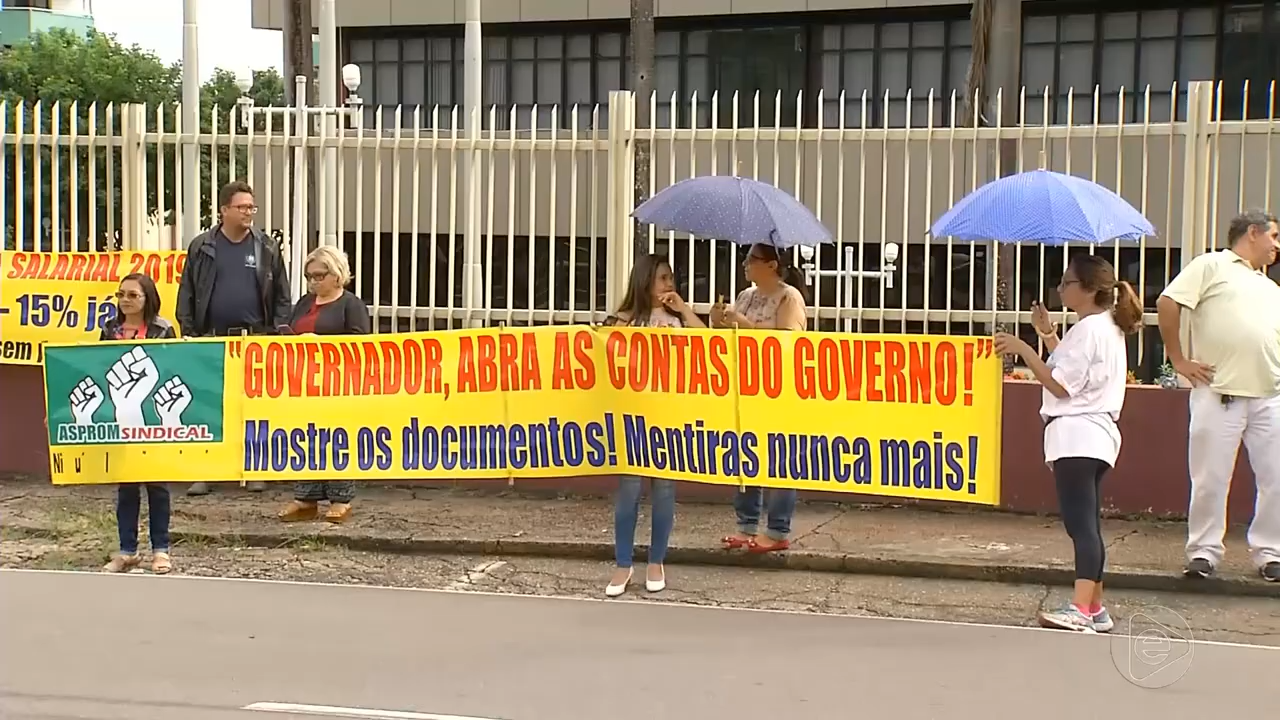 SALARIAL 2019
- 15% já
sem
"GOVERNADOR, ABRA AS CONTAS DO GOVERNO!"
Mostre os documentos! Mentiras nunca mais!
ASPROMSINDICAL